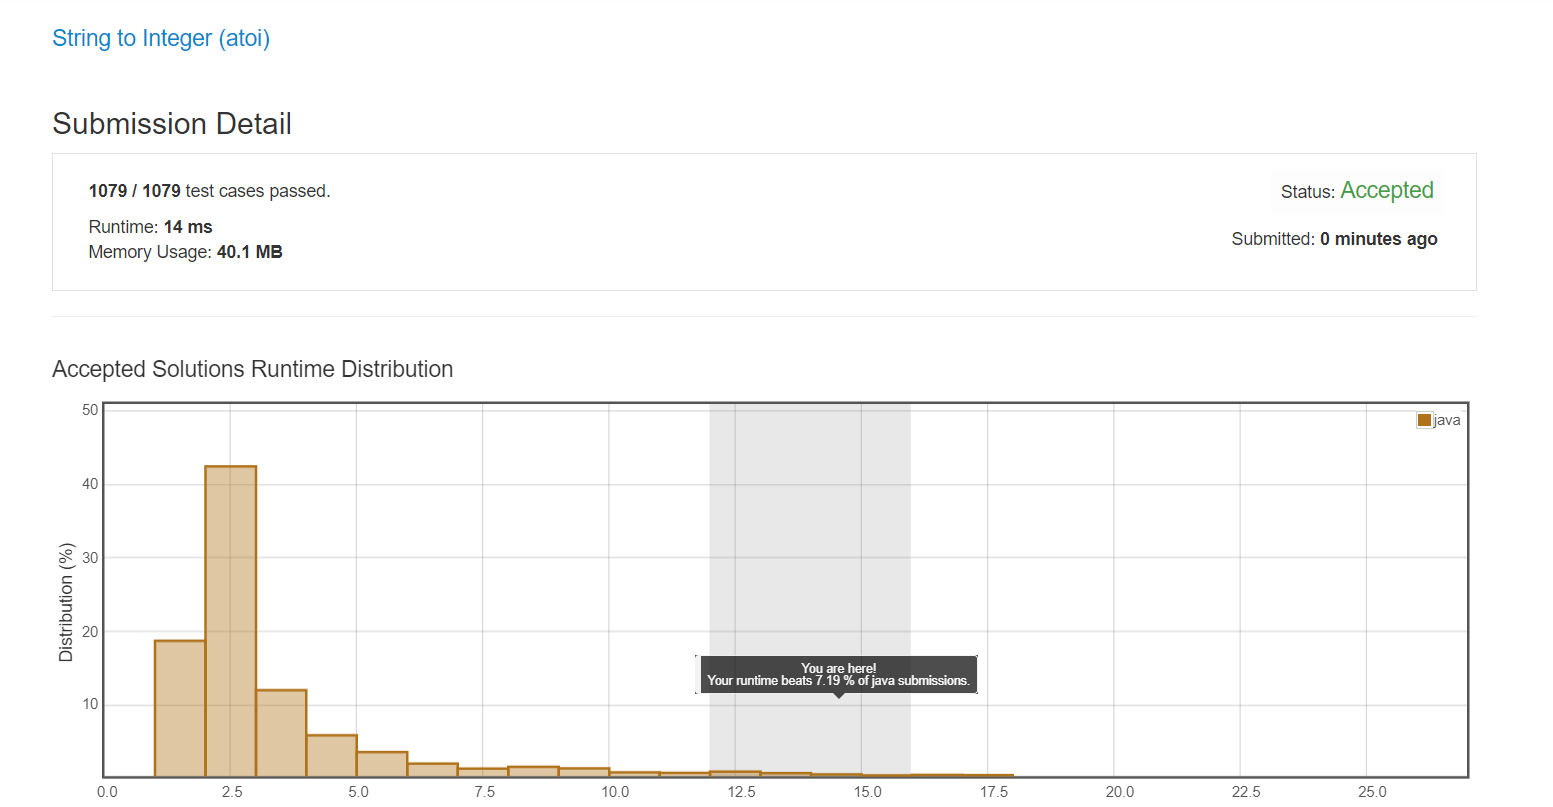 String to Integer (atoi)
Submission Detail
1079 / 1079 test cases passed.
Status: Accepted
Runtime: 14 ms
Submitted: 0 minutes ago
Memory Usage: 40.1 MB
Accepted Solutions Runtime Distribution
50
java
40
30
20
10
Distribution (%)
You are here!
Your runtime beats 7.19 % of java submissions.
0.0 2.5 5.0 7.5 10.0 12.5 15.0 17.5 20.0 22.5 25.0